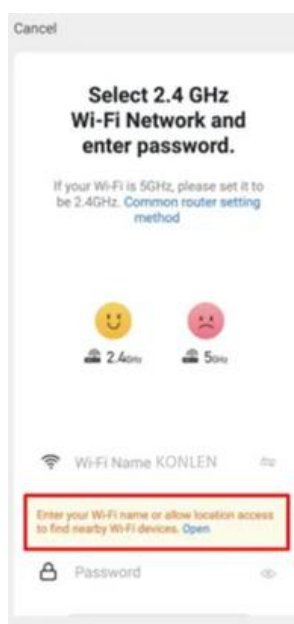 Cancel
Select 2.4 GHz
Wi-Fi Network and
enter password.
If your Wi-Fi is 5GHz, please set it to
be 2.4GHz. Common router setting
method
2.4GHz 5GHz
Wi-Fi Name KONLEN
Enter your Wi-Fi name or allow location access
to find nearby Wi-Fi devices. Open
Password